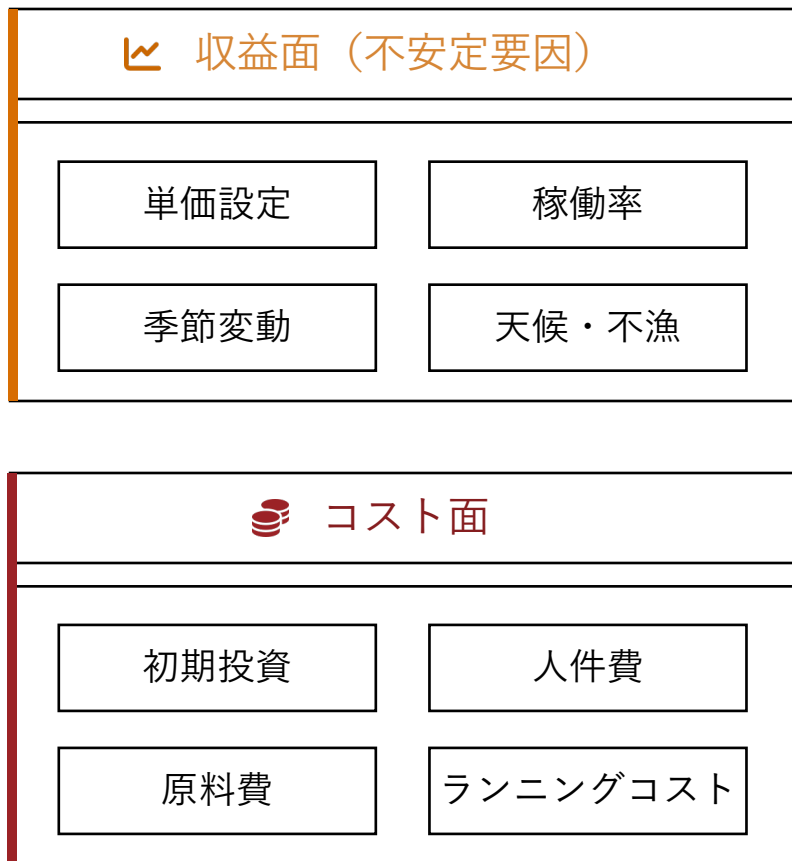 収益面（不安定要因）
単価設定
稼働率
季節変動
天候・不漁
コスト面
初期投資
人件費
原料費
ランニングコスト